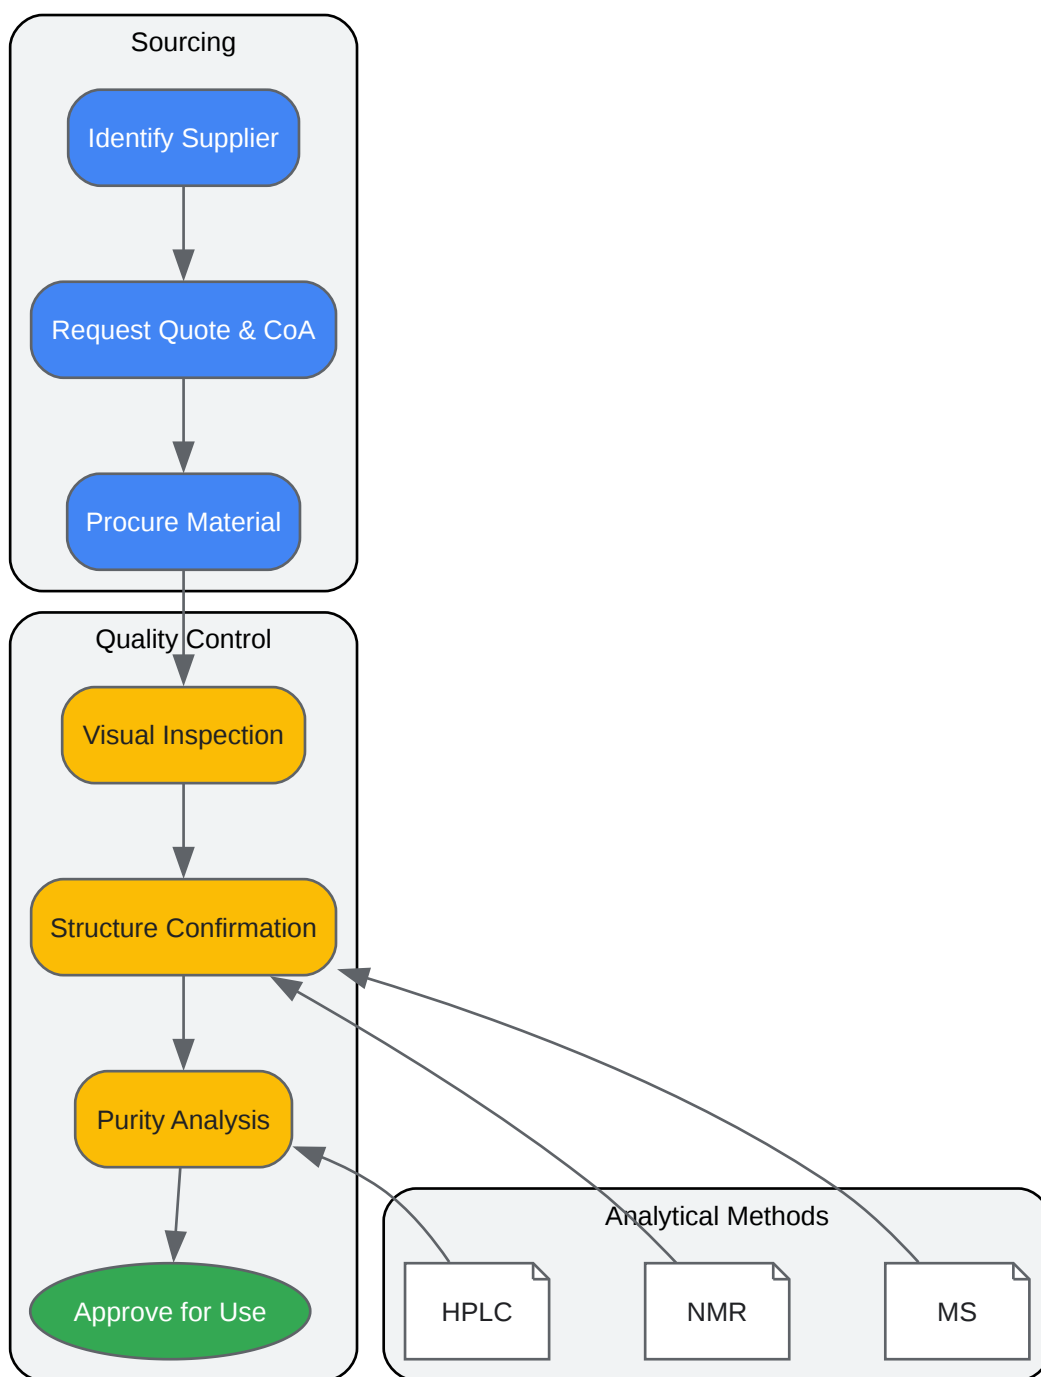 Sourcing
Identify Supplier
Request Quote & CoA
Procure Material
Quality Control
Visual Inspection
Structure Confirmation
Purity Analysis
Approve for Use
Analytical Methods
HPLC
NMR
MS